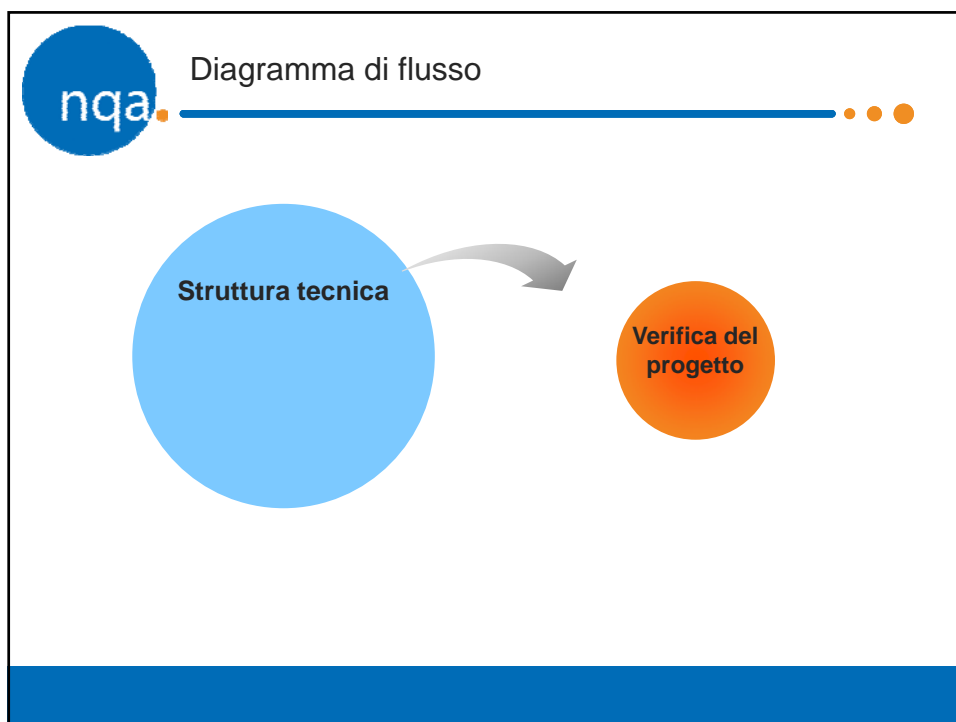 nqa.
Diagramma di flusso
Struttura tecnica
Verifica del
progetto